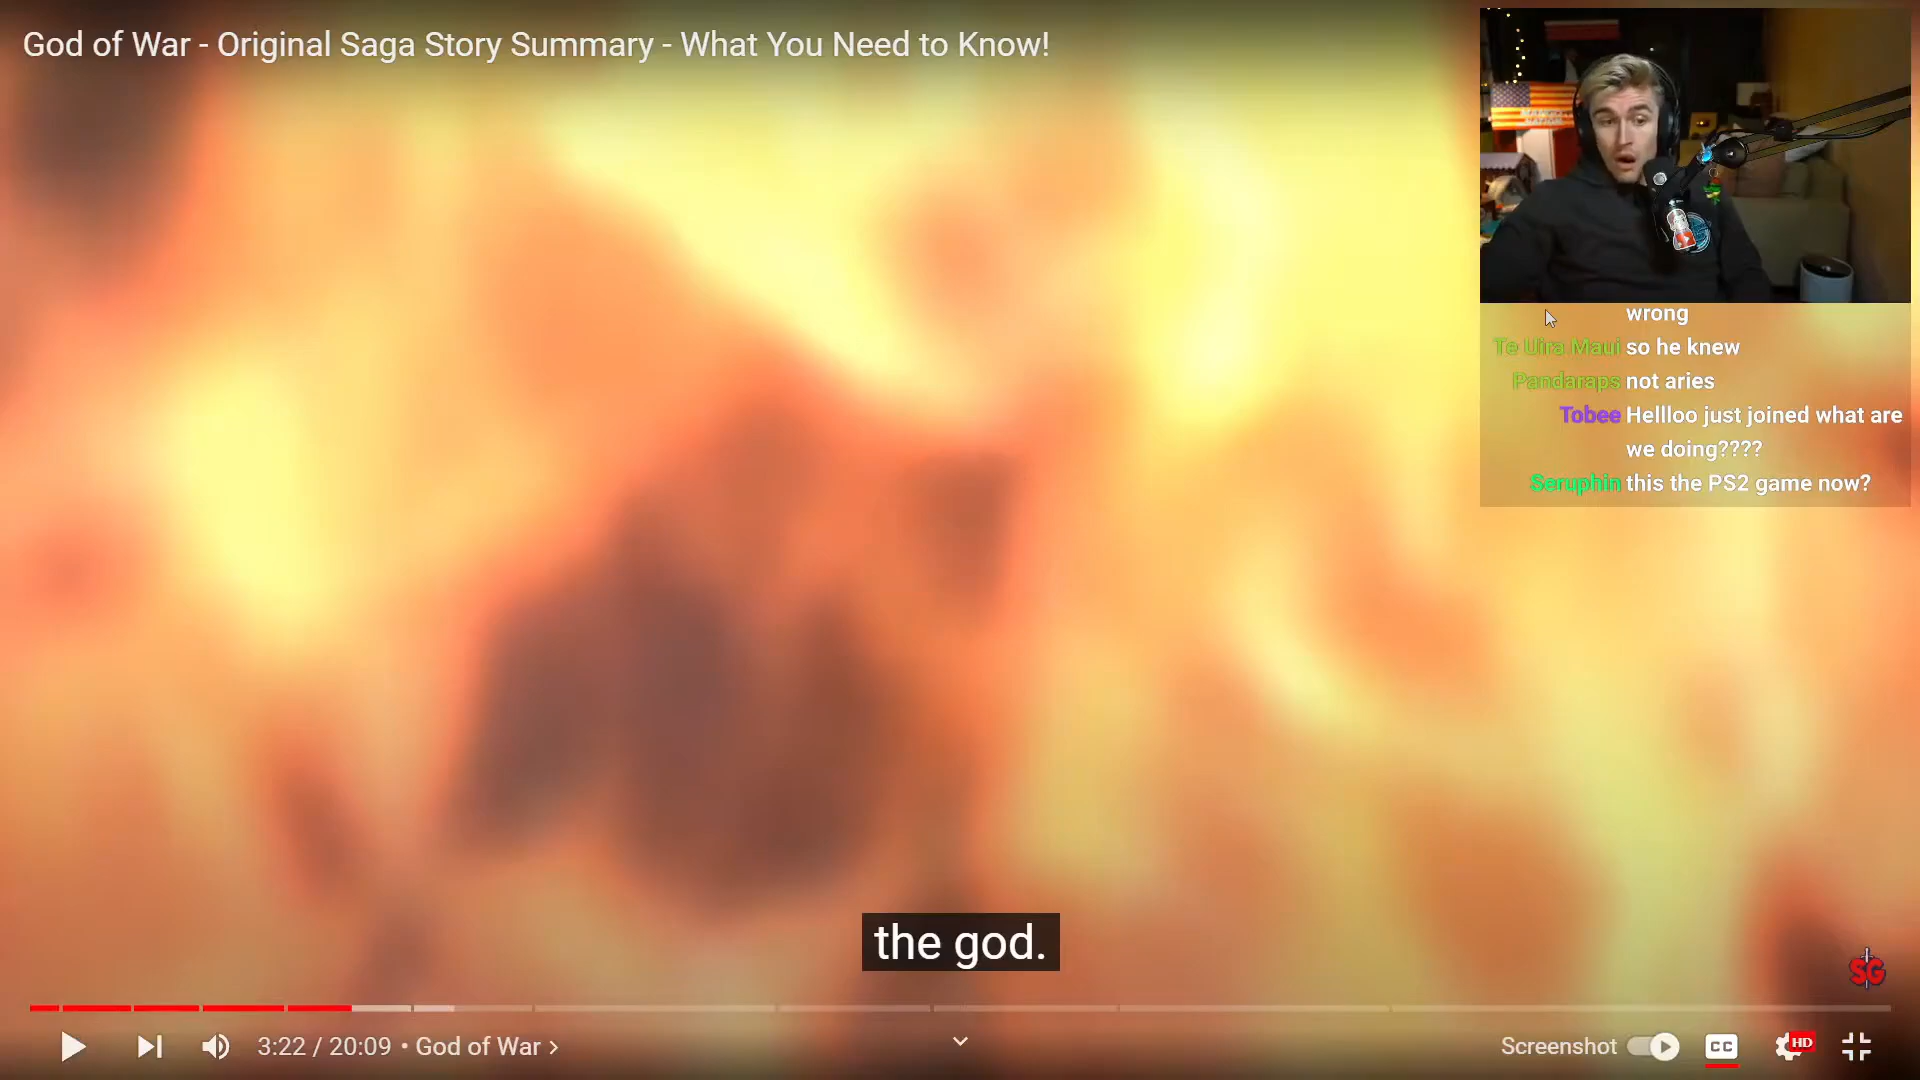 God of War - Original Saga Story Summary - What You Need to Know!
wrong
Te Uira Maui so he knew
Pandaraps not aries
Tobee Hellloo just joined what are
we doing????
Seruphin this the PS2 game now?
the god.
SG
3:22 / 20:09 • God of War
Screenshot
CC
HD